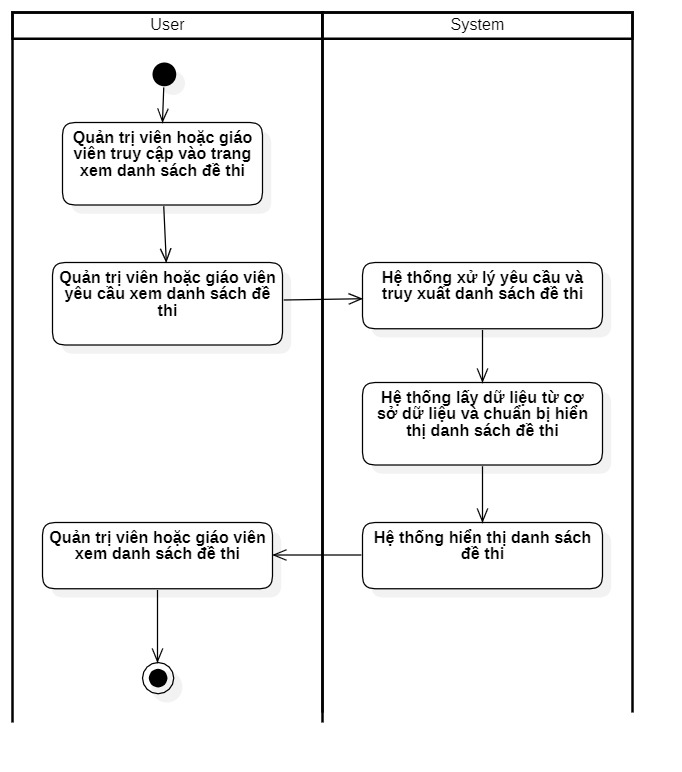 User
System
Quản trị viên hoặc giáo
viên truy cập vào trang
xem danh sách đề thi
Quản trị viên hoặc giáo viên
yêu cầu xem danh sách đề
thi
Hệ thống xử lý yêu cầu và
truy xuất danh sách đề thi
Hệ thống lấy dữ liệu từ cơ
sở dữ liệu và chuẩn bị hiển
thị danh sách đề thi
Hệ thống hiển thị danh sách
đề thi
Quản trị viên hoặc giáo viên
xem danh sách đề thi